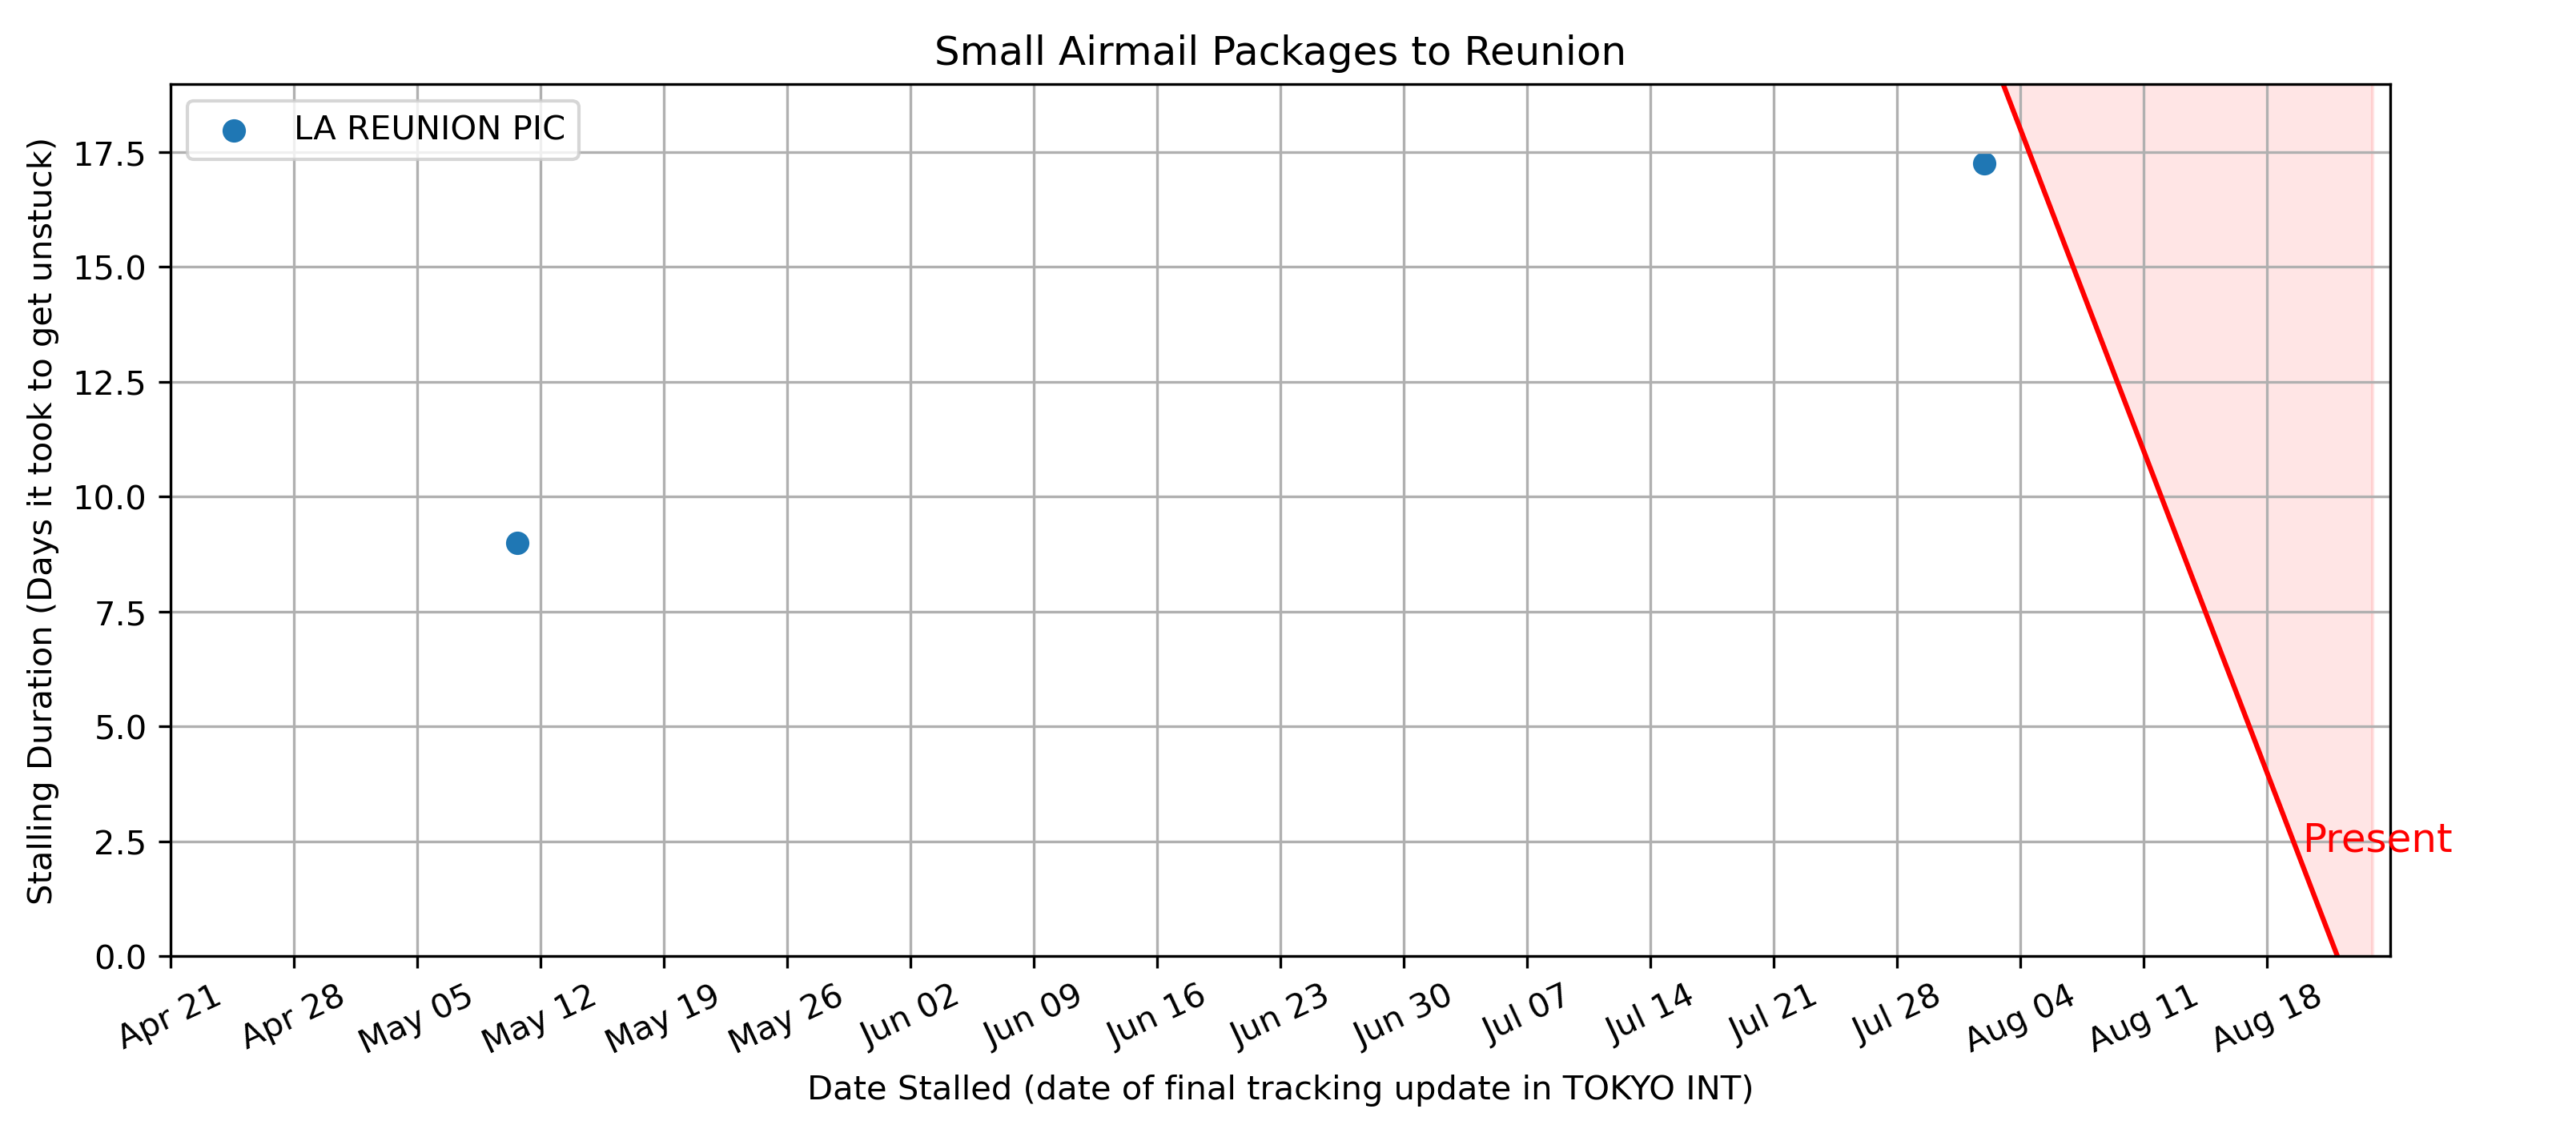 Small Airmail Packages to Reunion
LA REUNION PIC
Stalling Duration (Days it took to get unstuck)
17.5
15.0
12.5
10.0
7.5
5.0
2.5
0.0
Present
Apr 21
Apr 28
May 05
May 12
May 19
May 26
Jun 02
Jun 09
Jun 16
Jun 23
Jun 30
Jul 07
Jul 14
Jul 21
Jul 28
Aug 04
Aug 11
Aug 18
Date Stalled (date of final tracking update in TOKYO INT)